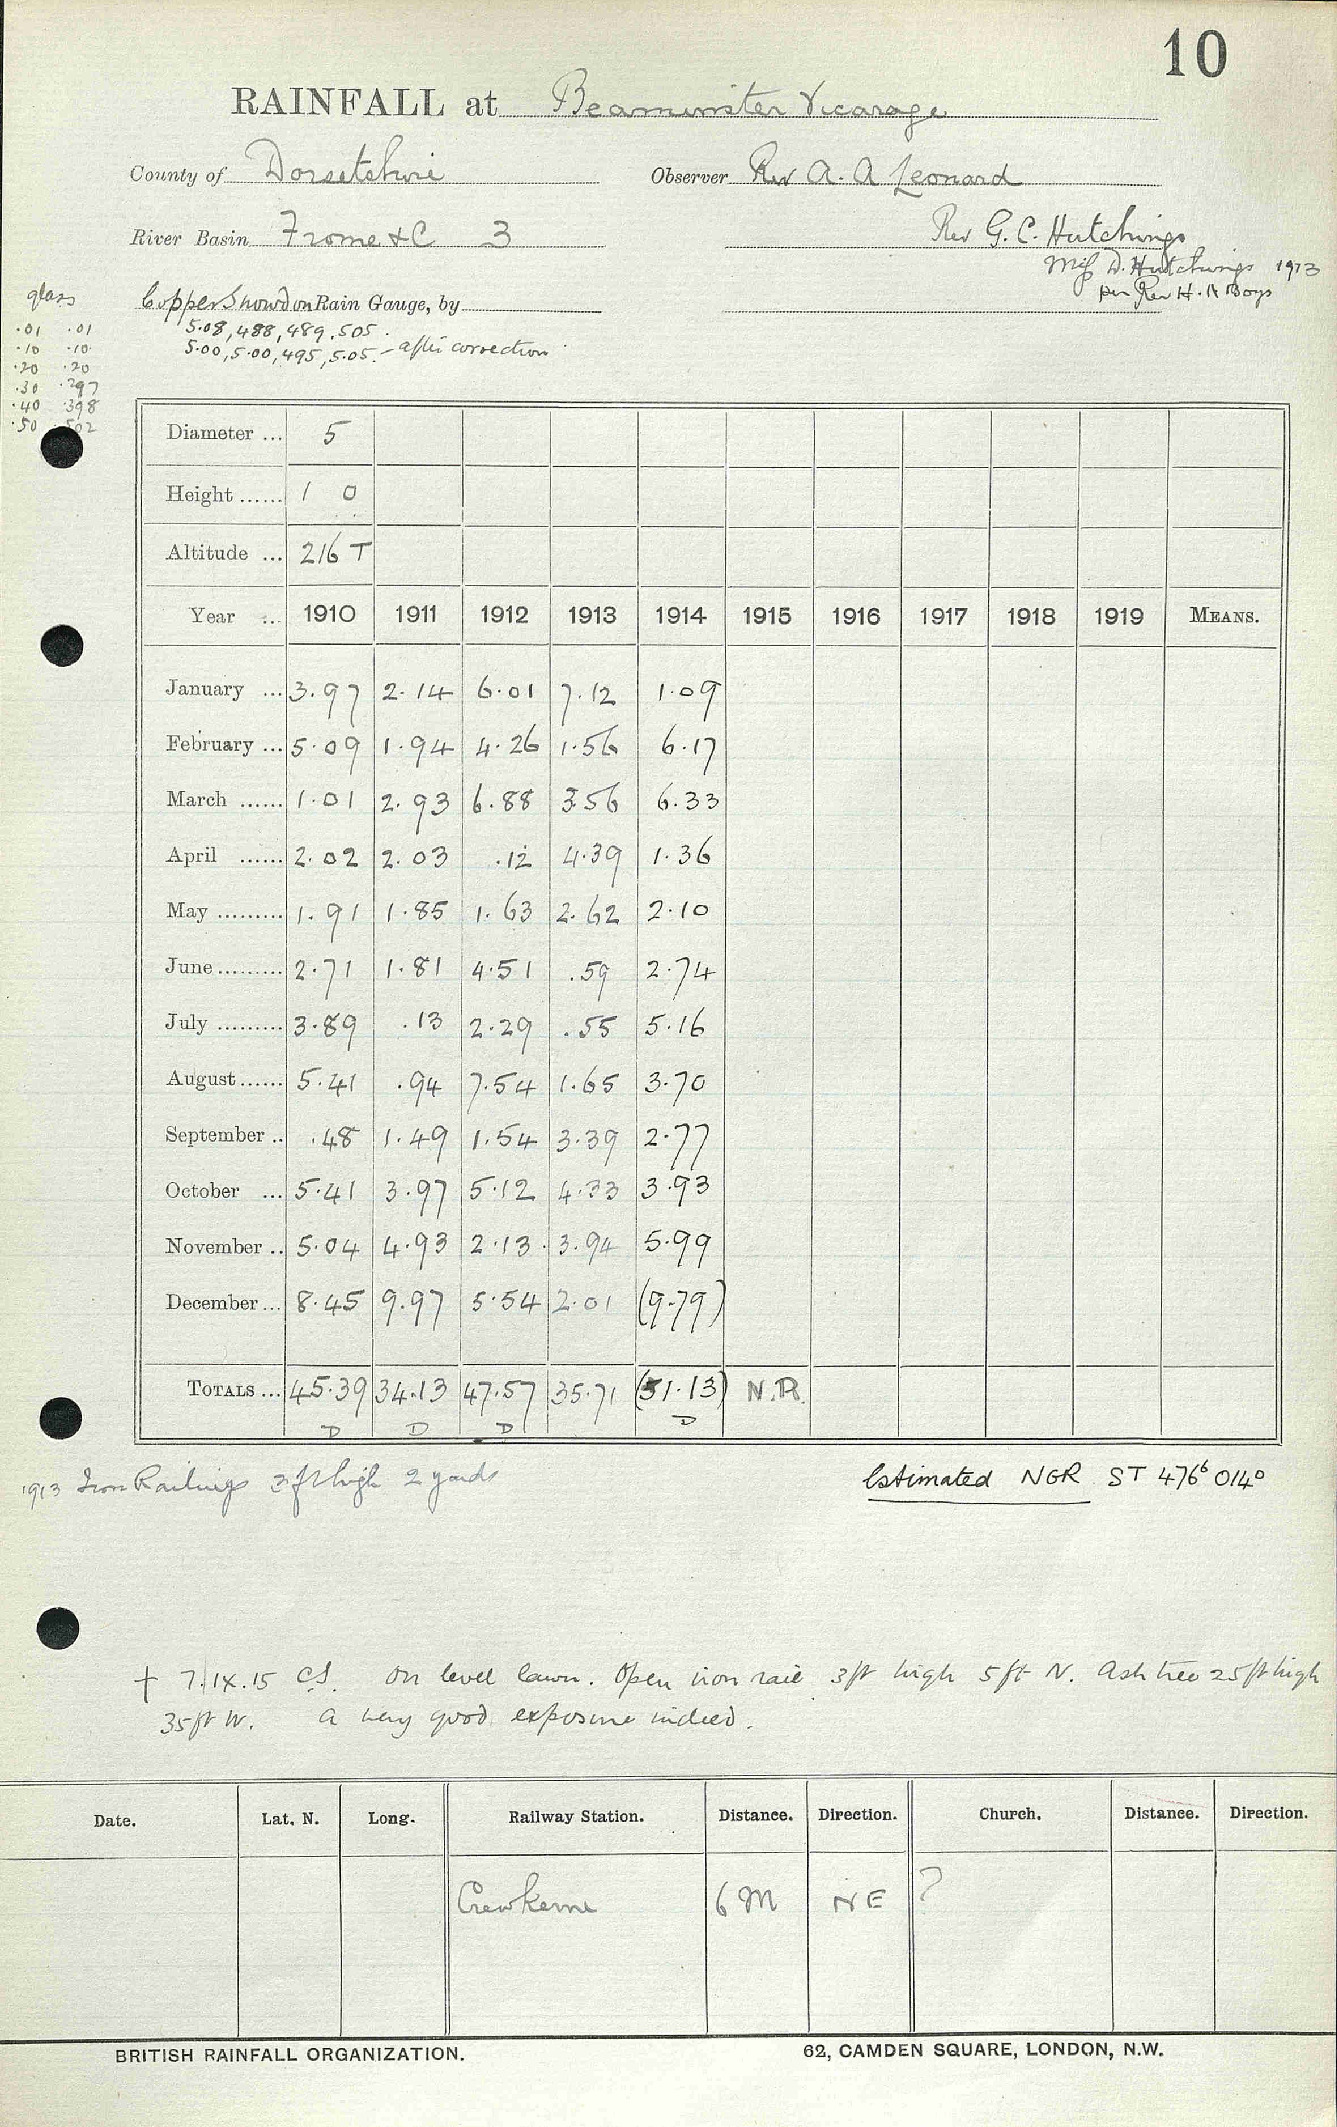 10
RAINFALL at Beaminster Vicarage
County of Dorsetshire Observer Rev A. A Leonard
River Basin Frome &C 3 Rev G. C. Hutchings
Miss D. Hutchings 1913
per Rev H. A Boys
glass Copper Snowdon Rain Gauge, by
.01 .01 5.08, 488, 489, 505.
.10 .10 5.00, 5.00, 495, 5.05. - after correction
.20 .20
.30 .297
.40 .398
.50 .502
Diameter ... 5
Height ...... 1 0
Altitude ... 216 T
Year ... 1910 1911 1912 1913 1914 1915 1916 1917 1918 1919 MEANS.
January ... 3.97 2.14 6.01 7.12 1.09
February ... 5.09 1.94 4.26 1.56 6.17
March ...... 1.01 2.93 6.88 3.56 6.33
April ...... 2.02 2.03 .12 4.39 1.36
May ......... 1.91 1.85 1.63 2.62 2.10
June ......... 2.71 1.81 4.51 .59 2.74
July ......... 3.89 .13 2.29 .55 5.16
August ...... 5.41 .94 7.54 1.65 3.70
September .. .48 1.49 1.54 3.39 2.77
October ... 5.41 3.97 5.12 4.33 3.93
November .. 5.04 4.93 2.13 3.94 5.99
December ... 8.45 9.97 5.54 2.01 (9.79)
TOTALS ... 45.39 34.13 47.57 35.71 (51.13) N.R.
D D D D
1913 Iron Railings 3 ft high 2 yards Estimated NGR ST 476⁶ 014⁰
† 7.IX.15 C.S. On level lawn. Open iron rail 3 ft high 5 ft N. Ash tree 25 ft high
35 ft W. A very good exposure indeed.
Date. Lat. N. Long. Railway Station. Distance. Direction. Church. Distance. Direction.
Crewkerne 6 M NE ?
BRITISH RAINFALL ORGANIZATION. 62, CAMDEN SQUARE, LONDON, N.W.